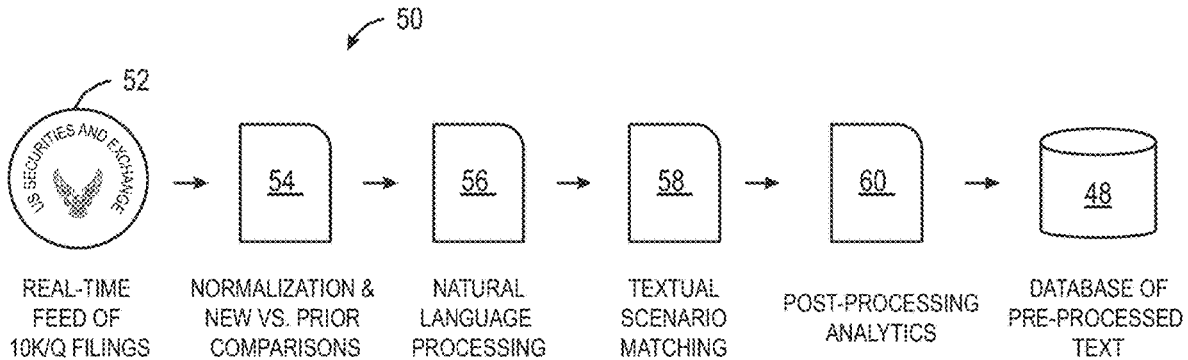 50
52
US SECURITIES AND EXCHANGE
54
56
58
60
48
REAL-TIME
FEED OF
10K/Q FILINGS
NORMALIZATION &
NEW VS. PRIOR
COMPARISONS
NATURAL
LANGUAGE
PROCESSING
TEXTUAL
SCENARIO
MATCHING
POST-PROCESSING
ANALYTICS
DATABASE OF
PRE-PROCESSED
TEXT